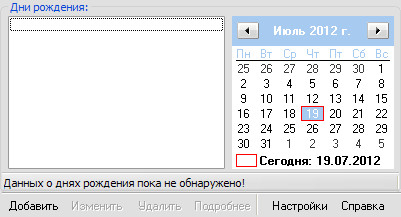 Дни рождения:
Июль 2012 г.
Пн Вт Ср Чт Пт Сб Вс
25 26 27 28 29 30 1
2 3 4 5 6 7 8
9 10 11 12 13 14 15
16 17 18 19 20 21 22
23 24 25 26 27 28 29
30 31 1 2 3 4 5
Сегодня: 19.07.2012
Данных о днях рождения пока не обнаружено!
Добавить Изменить Удалить Подробнее Настройки Справка